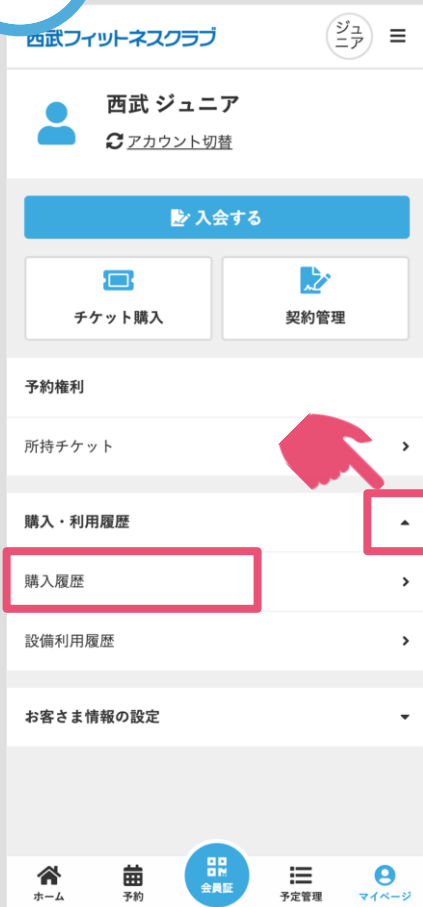 西武フィットネスクラブ
ジュ
ニア
西武 ジュニア
アカウント切替
入会する
チケット購入
契約管理
予約権利
所持チケット
購入・利用履歴
購入履歴
設備利用履歴
お客さま情報の設定
ホーム
予約
会員証
予定管理
マイページ